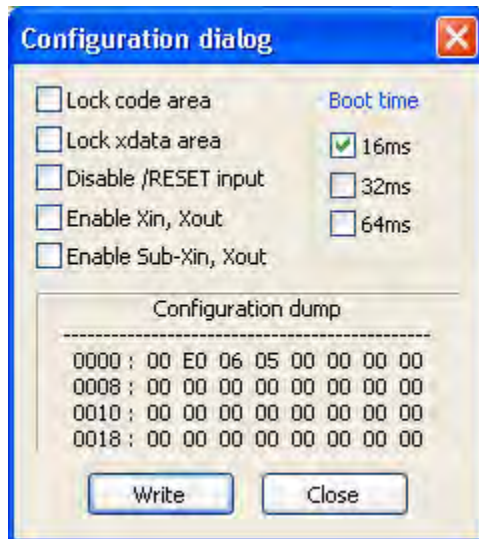 Configuration dialog
Lock code area
Boot time
Lock xdata area
16ms
Disable /RESET input
32ms
Enable Xin, Xout
64ms
Enable Sub-Xin, Xout
Configuration dump
--------------------------------------------------
0000 : 00 E0 06 05 00 00 00 00
0008 : 00 00 00 00 00 00 00 00
0010 : 00 00 00 00 00 00 00 00
0018 : 00 00 00 00 00 00 00 00
Write
Close